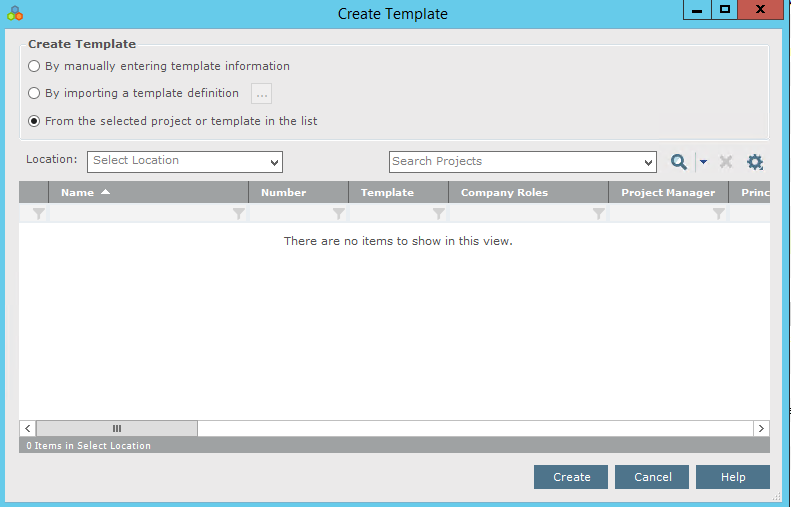 Create Template
Create Template
By manually entering template information
By importing a template definition ...
From the selected project or template in the list
Location: Select Location Search Projects
Name Number Template Company Roles Project Manager Princ
There are no items to show in this view.
0 Items in Select Location
Create Cancel Help